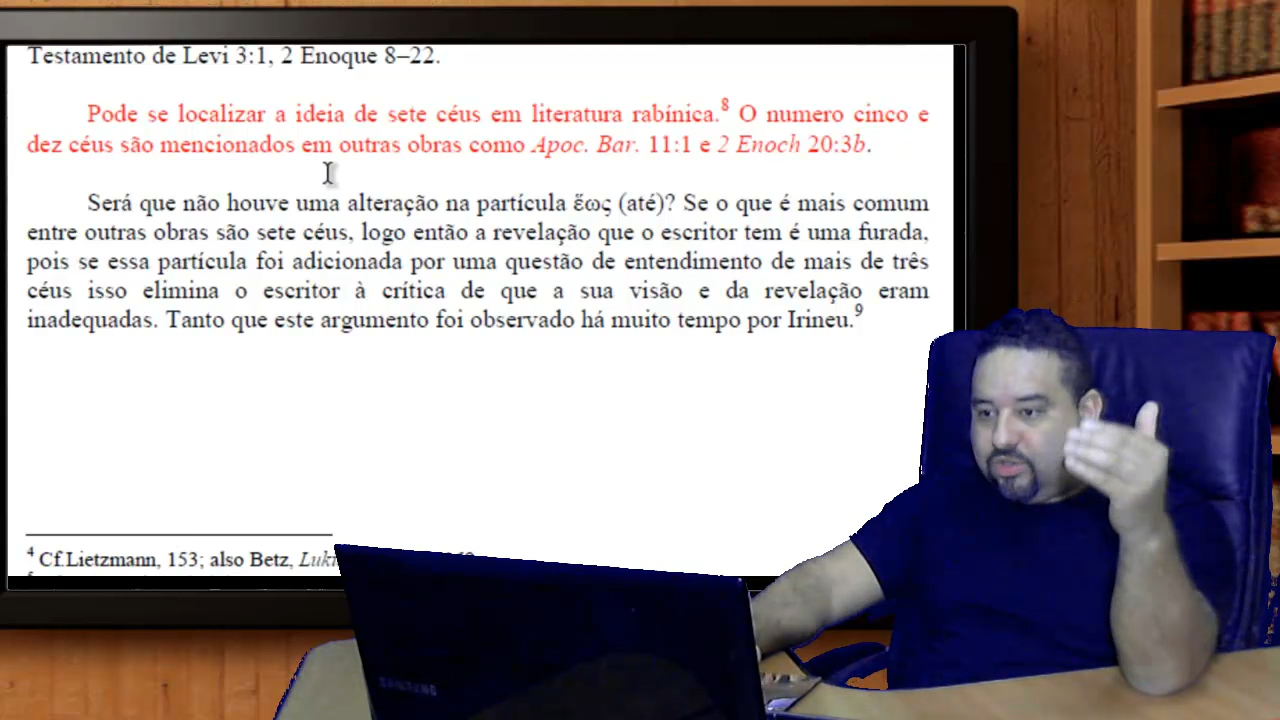 Testamento de Levi 3:1, 2 Enoque 8–22.
Pode se localizar a ideia de sete céus em literatura rabínica.8 O numero cinco e
dez céus são mencionados em outras obras como Apoc. Bar. 11:1 e 2 Enoch 20:3b.
Será que não houve uma alteração na partícula ἕως (até)? Se o que é mais comum
entre outras obras são sete céus, logo então a revelação que o escritor tem é uma furada,
pois se essa partícula foi adicionada por uma questão de entendimento de mais de três
céus isso elimina o escritor à crítica de que a sua visão e da revelação eram
inadequadas. Tanto que este argumento foi observado há muito tempo por Irineu.9
4 Cf.Lietzmann, 153; also Betz,
SAMSUNG